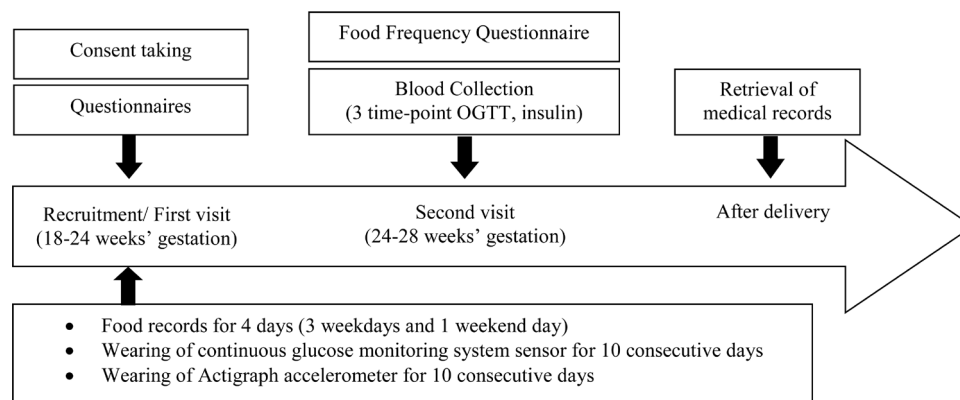 Consent taking
Questionnaires
Food Frequency Questionnaire
Blood Collection
(3 time-point OGTT, insulin)
Retrieval of
medical records
Recruitment/ First visit
(18-24 weeks’ gestation)
Second visit
(24-28 weeks’ gestation)
After delivery
• Food records for 4 days (3 weekdays and 1 weekend day)
• Wearing of continuous glucose monitoring system sensor for 10 consecutive days
• Wearing of Actigraph accelerometer for 10 consecutive days